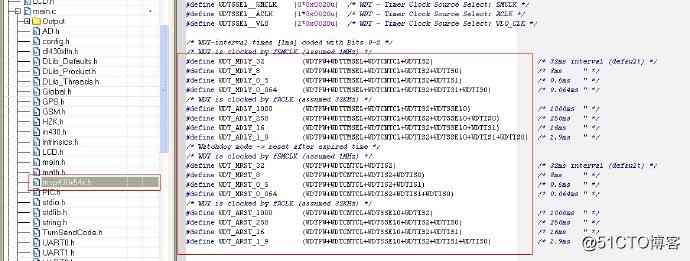 main.c
Output
AD.h
config.h
dl430xlfn.h
DLib_Defaults.h
DLib_Product.h
DLib_Threads.h
Global.h
GPS.h
GSM.h
HZK.h
in430.h
intrinsics.h
LCD.h
main.h
math.h
msp430x54x.h
PIC.h
stdio.h
stdlib.h
string.h
TurnSendCode.h
UART0.h
#define WDTSSEL__SMCLK (0*0x0020u) /* WDT - Timer Clock Source Select: SMCLK */
#define WDTSSEL__ACLK (1*0x0020u) /* WDT - Timer Clock Source Select: ACLK */
#define WDTSSEL__VLO (2*0x0020u) /* WDT - Timer Clock Source Select: VLO_CLK */
/* WDT-interval times [1ms] coded with Bits 0-2 */
/* WDT is clocked by fSMCLK (assumed 1MHz) */
#define WDT_MDLY_32 (WDTPW+WDTTMSEL+WDTCNTCL+WDTIS2) /* 32ms interval (default) */
#define WDT_MDLY_8 (WDTPW+WDTTMSEL+WDTCNTCL+WDTIS2+WDTIS0) /* 8ms " */
#define WDT_MDLY_0_5 (WDTPW+WDTTMSEL+WDTCNTCL+WDTIS2+WDTIS1) /* 0.5ms " */
#define WDT_MDLY_0_064 (WDTPW+WDTTMSEL+WDTCNTCL+WDTIS2+WDTIS1+WDTIS0) /* 0.064ms " */
/* WDT is clocked by fACLK (assumed 32KHz) */
#define WDT_ADLY_1000 (WDTPW+WDTTMSEL+WDTCNTCL+WDTIS2+WDTSSEL0) /* 1000ms " */
#define WDT_ADLY_250 (WDTPW+WDTTMSEL+WDTCNTCL+WDTIS2+WDTSSEL0+WDTIS0) /* 250ms " */
#define WDT_ADLY_16 (WDTPW+WDTTMSEL+WDTCNTCL+WDTIS2+WDTSSEL0+WDTIS1) /* 16ms " */
#define WDT_ADLY_1_9 (WDTPW+WDTTMSEL+WDTCNTCL+WDTIS2+WDTSSEL0+WDTIS1+WDTIS0) /* 1.9ms " */
/* Watchdog mode -> reset after expired time */
/* WDT is clocked by fSMCLK (assumed 1MHz) */
#define WDT_MRST_32 (WDTPW+WDTCNTCL+WDTIS2) /* 32ms interval (default) */
#define WDT_MRST_8 (WDTPW+WDTCNTCL+WDTIS2+WDTIS0) /* 8ms " */
#define WDT_MRST_0_5 (WDTPW+WDTCNTCL+WDTIS2+WDTIS1) /* 0.5ms " */
#define WDT_MRST_0_064 (WDTPW+WDTCNTCL+WDTIS2+WDTIS1+WDTIS0) /* 0.064ms " */
/* WDT is clocked by fACLK (assumed 32KHz) */
#define WDT_ARST_1000 (WDTPW+WDTCNTCL+WDTSSEL0+WDTIS2) /* 1000ms " */
#define WDT_ARST_250 (WDTPW+WDTCNTCL+WDTSSEL0+WDTIS2+WDTIS0) /* 250ms " */
#define WDT_ARST_16 (WDTPW+WDTCNTCL+WDTSSEL0+WDTIS2+WDTIS1) /* 16ms " */
#define WDT_ARST_1_9 (WDTPW+WDTCNTCL+WDTSSEL0+WDTIS2+WDTIS1+WDTIS0) /* 1.9ms " */
@51CTO博客